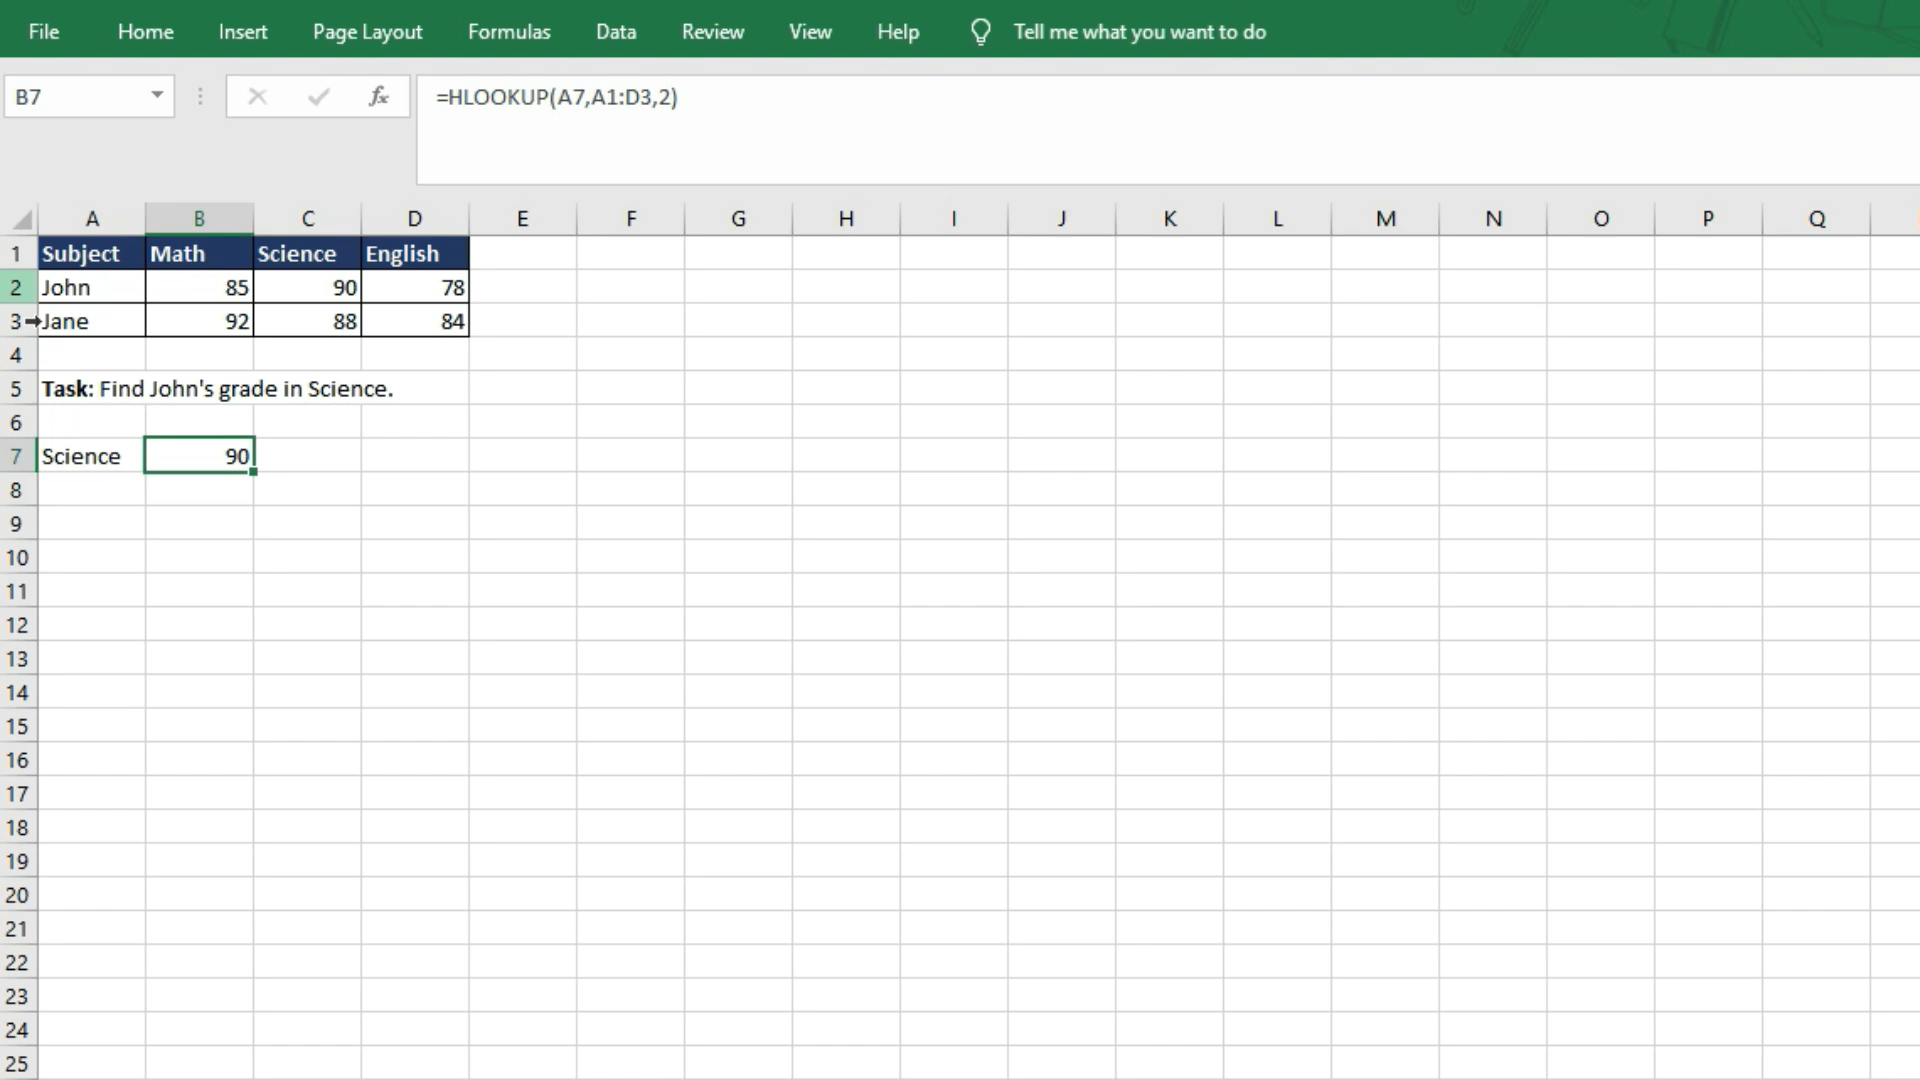 File Home Insert Page Layout Formulas Data Review View Help Tell me what you want to do
B7 fx =HLOOKUP(A7,A1:D3,2)
A B C D E F G H I J K L M N O P Q
1 Subject Math Science English
2 John 85 90 78
3 Jane 92 88 84
4
5 Task: Find John's grade in Science.
6
7 Science 90
8
9
10
11
12
13
14
15
16
17
18
19
20
21
22
23
24
25